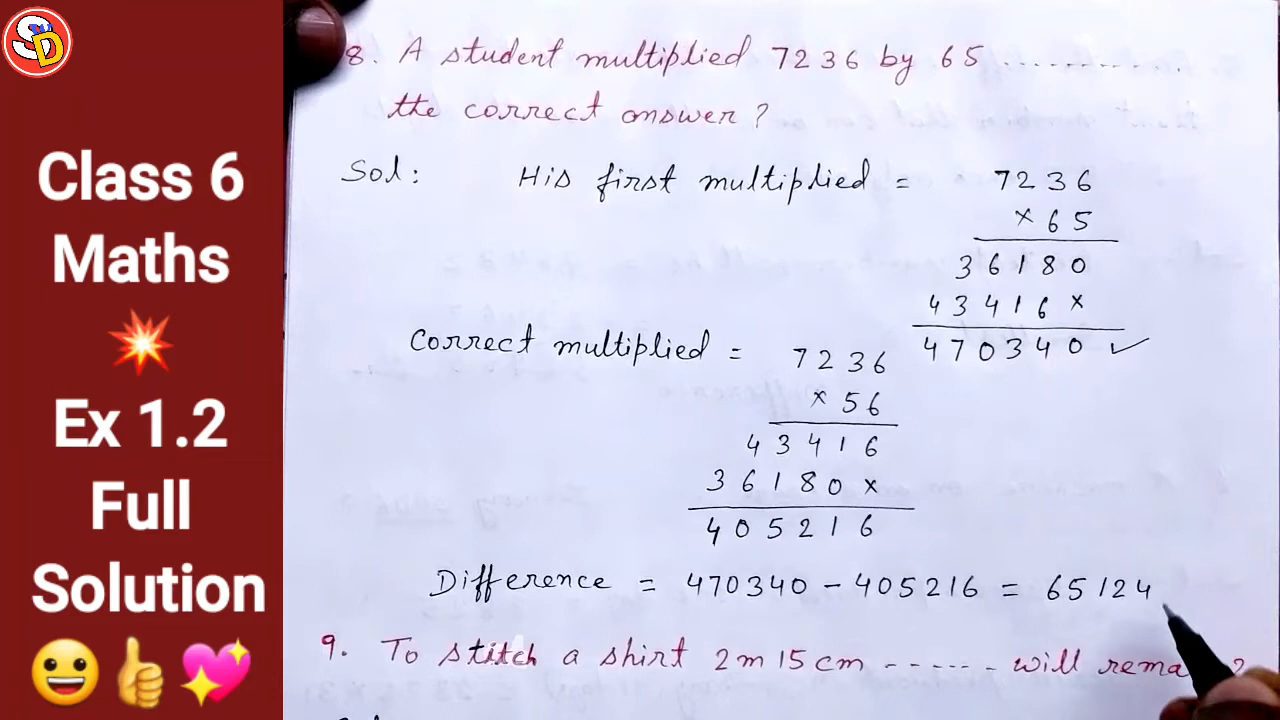 SD
Class 6
Maths
Ex 1.2
Full
Solution
8. A student multiplied 7236 by 65 ..............
the correct answer?
Sol: His first multiplied = 7236
× 65
36180
43416×
470340 ✓
Correct multiplied = 7236
× 56
43416
36180×
405216
Difference = 470340 - 405216 = 65124
9. To stitch a shirt 2m 15cm ------ will